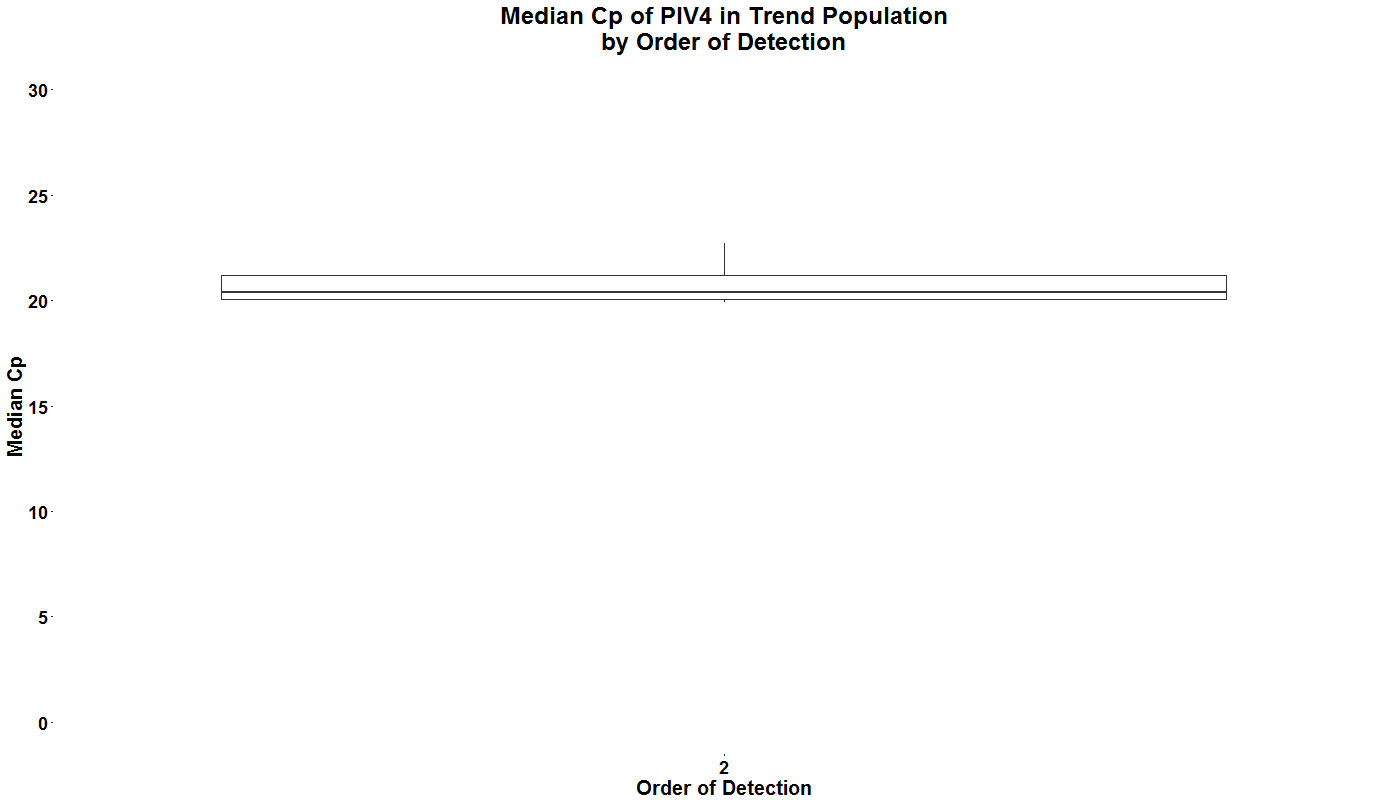 Median Cp of PIV4 in Trend Population
by Order of Detection
30
25
20
15
10
5
0
Median Cp
2
Order of Detection